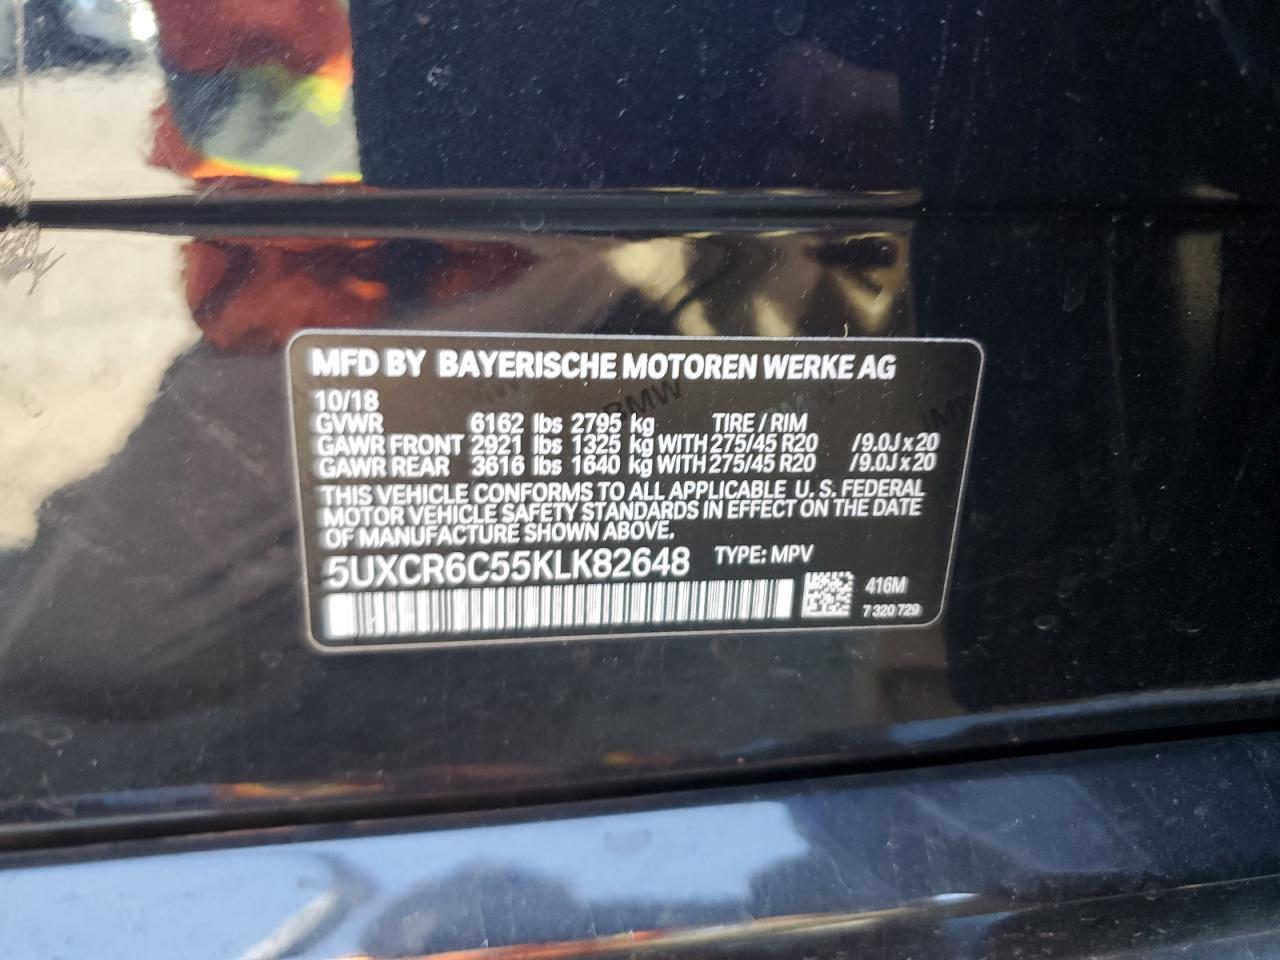 MFD BY BAYERISCHE MOTOREN WERKE AG
10/18
GVWR 6162 lbs 2795 kg TIRE / RIM
GAWR FRONT 2921 lbs 1325 kg WITH 275/45 R20 /9.0J x 20
GAWR REAR 3616 lbs 1640 kg WITH 275/45 R20 /9.0J x 20
THIS VEHICLE CONFORMS TO ALL APPLICABLE U. S. FEDERAL
MOTOR VEHICLE SAFETY STANDARDS IN EFFECT ON THE DATE
OF MANUFACTURE SHOWN ABOVE.
5UXCR6C55KLK82648 TYPE: MPV
416M
7 320 729
BMW